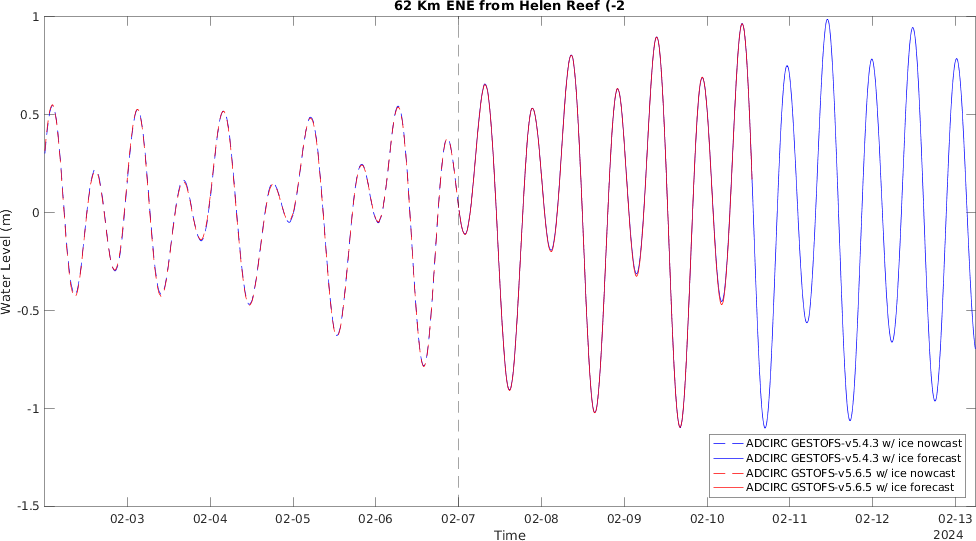 62 Km ENE from Helen Reef (-2
1
0.5
0
-0.5
-1
-1.5
Water Level (m)
02-03 02-04 02-05 02-06 02-07 02-08 02-09 02-10 02-11 02-12 02-13
Time
2024
ADCIRC GESTOFS-v5.4.3 w/ ice nowcast
ADCIRC GESTOFS-v5.4.3 w/ ice forecast
ADCIRC GSTOFS-v5.6.5 w/ ice nowcast
ADCIRC GSTOFS-v5.6.5 w/ ice forecast